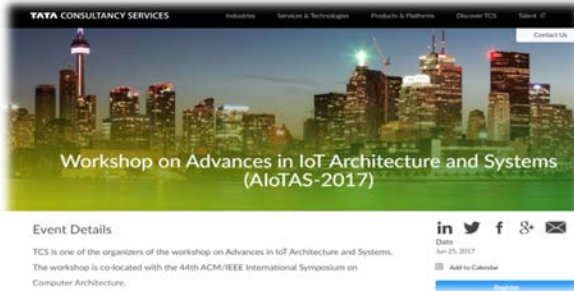 TATA CONSULTANCY SERVICES
Industries Services & Technologies Products & Platforms Discover TCS Talent
Contact Us
Workshop on Advances in IoT Architecture and Systems
(AIoTAS-2017)
Event Details
TCS is one of the organizers of the workshop on Advances in IoT Architecture and Systems.
The workshop is co-located with the 44th ACM/IEEE International Symposium on
Computer Architecture.
in f 8+
Date
Jun 25, 2017
Add to Calendar
Register